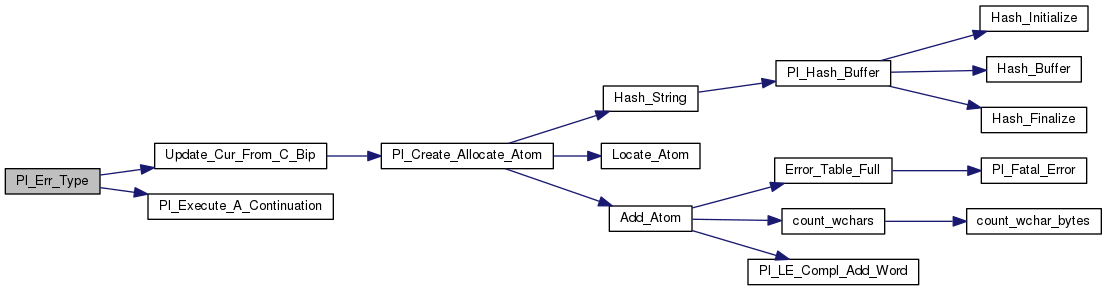 Pl_Err_Type
Update_Cur_From_C_Bip
Pl_Execute_A_Continuation
Pl_Create_Allocate_Atom
Hash_String
Locate_Atom
Add_Atom
Pl_Hash_Buffer
Error_Table_Full
count_wchars
Pl_LE_Compl_Add_Word
Hash_Initialize
Hash_Buffer
Hash_Finalize
Pl_Fatal_Error
count_wchar_bytes